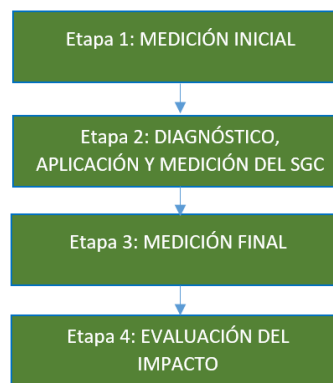 Etapa 1: MEDICIÓN INICIAL
Etapa 2: DIAGNÓSTICO,
APLICACIÓN Y MEDICIÓN DEL SGC
Etapa 3: MEDICIÓN FINAL
Etapa 4: EVALUACIÓN DEL
IMPACTO